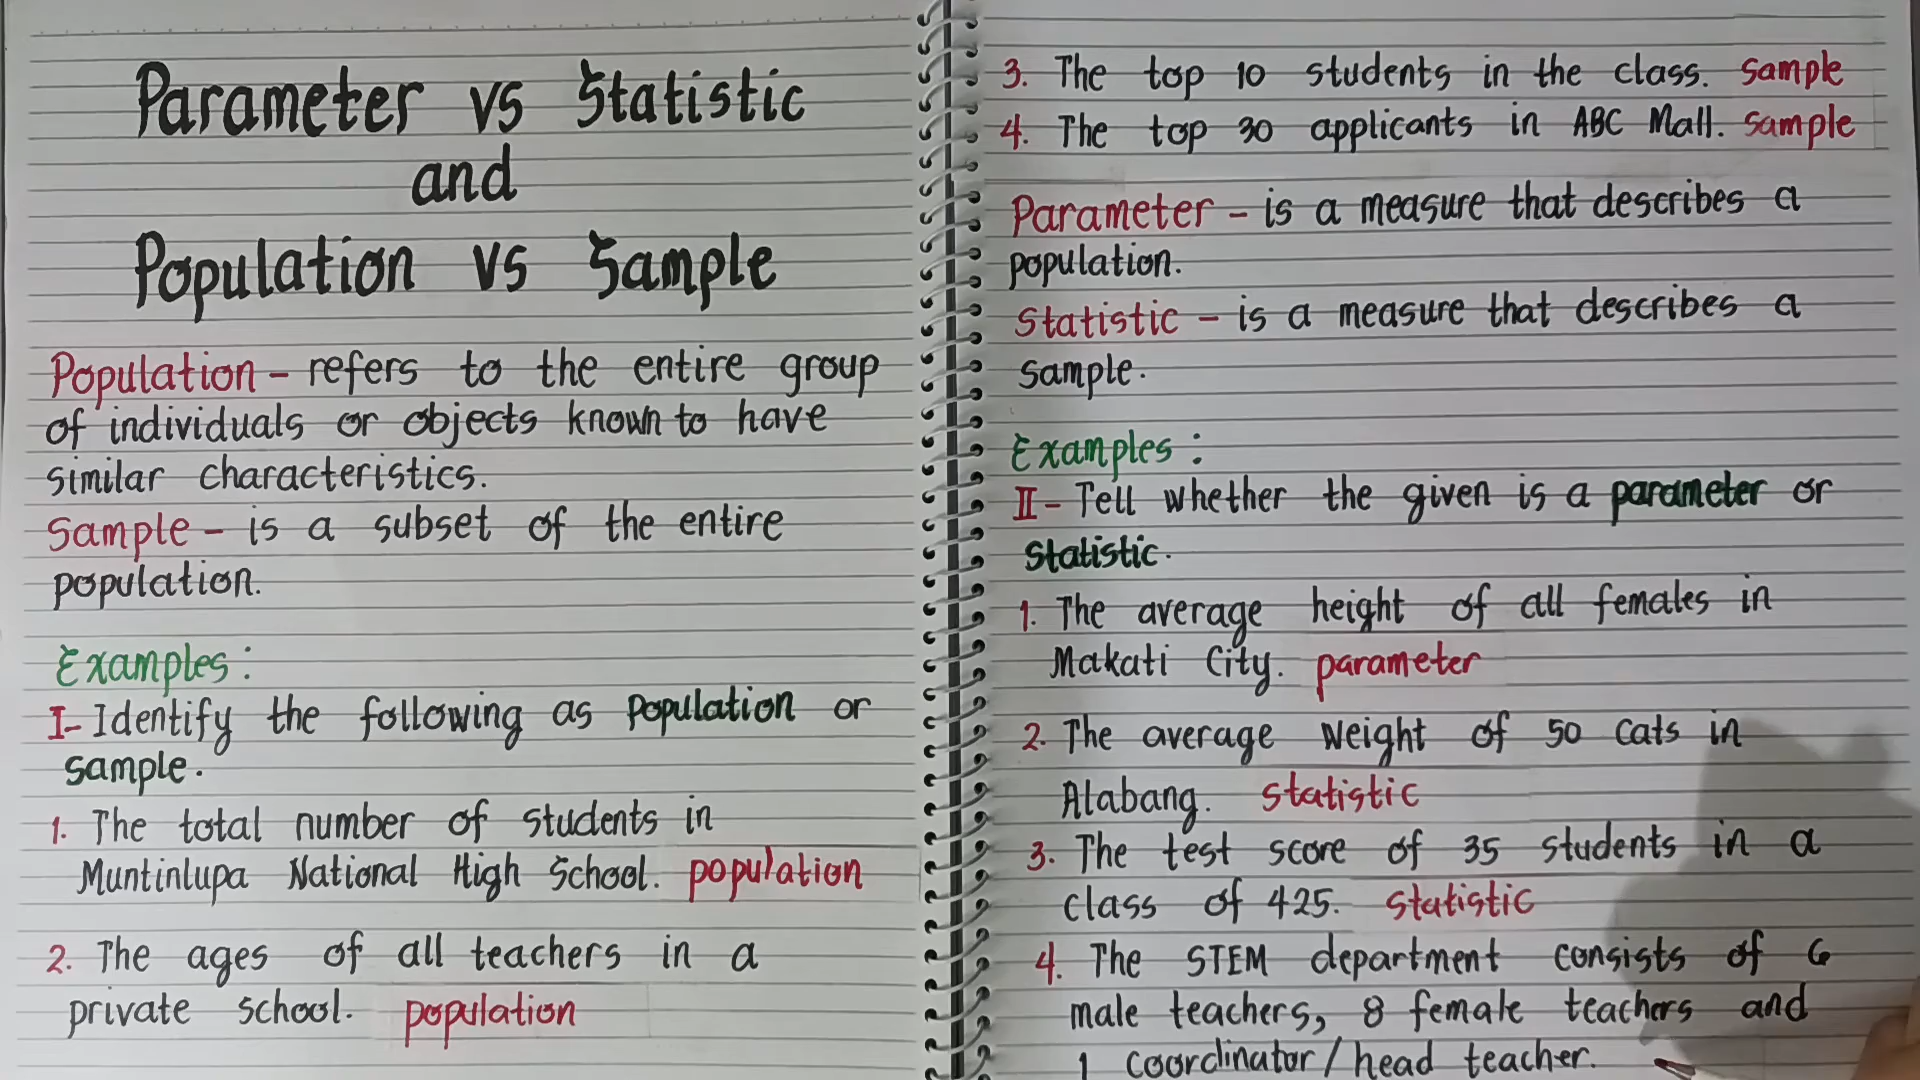 Parameter vs Statistic
and
Population vs Sample
Population - refers to the entire group
of individuals or objects known to have
similar characteristics.
Sample - is a subset of the entire
population.
Examples :
I- Identify the following as population or
sample.
1. The total number of students in
Muntinlupa National High School. population
2. The ages of all teachers in a
private school. population
3. The top 10 students in the class. sample
4. The top 30 applicants in ABC Mall. sample
Parameter - is a measure that describes a
population.
Statistic - is a measure that describes a
sample.
Examples :
II- Tell whether the given is a parameter or
statistic.
1. The average height of all females in
Makati City. parameter
2. The average weight of 50 cats in
Alabang. statistic
3. The test score of 35 students in a
class of 425. statistic
4. The STEM department consists of 6
male teachers, 8 female teachers and
1 coordinator/head teacher.